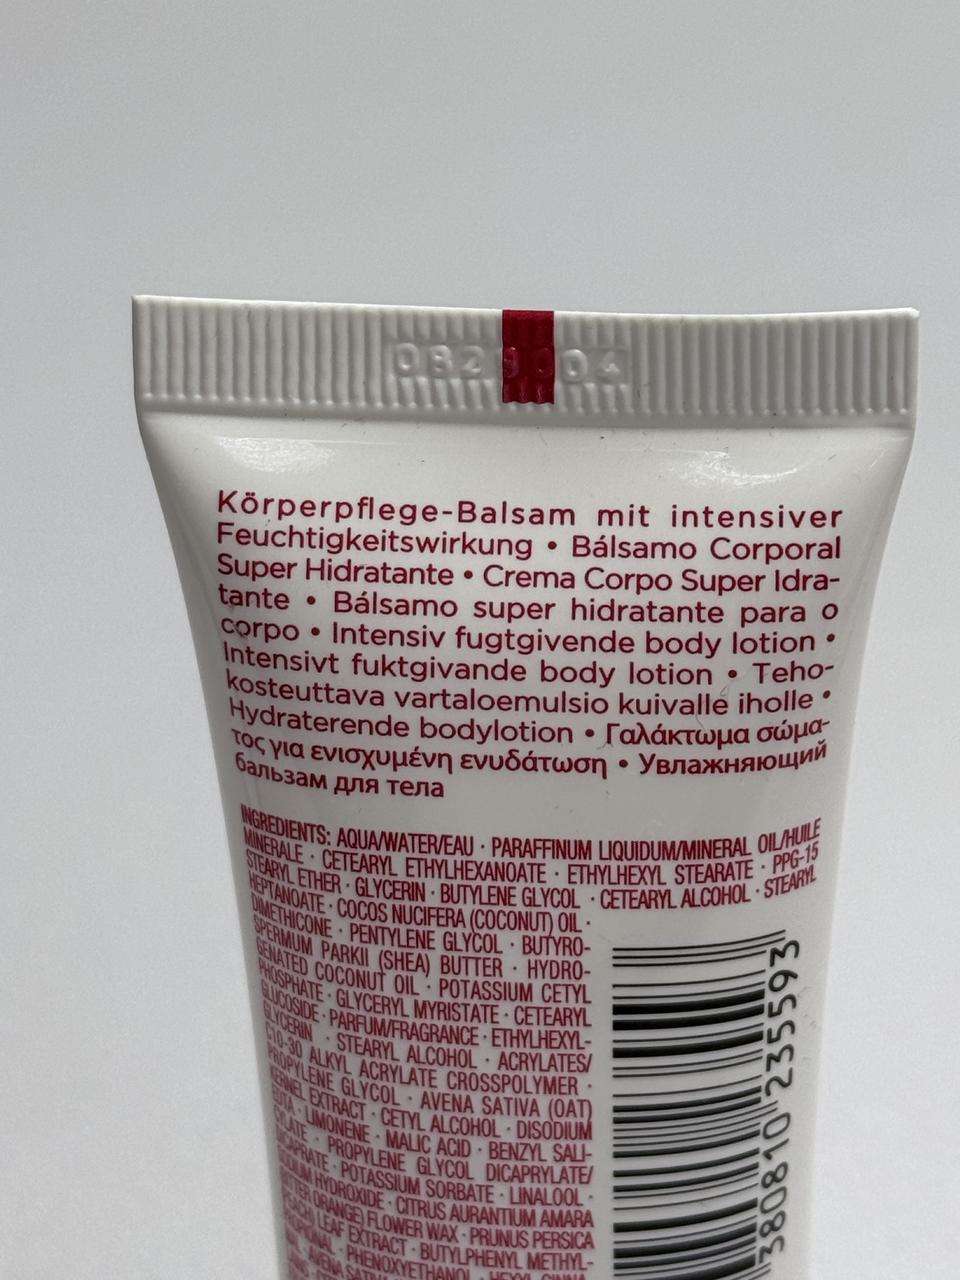 Körperpflege-Balsam mit intensiver
Feuchtigkeitswirkung • Bálsamo Corporal
Super Hidratante • Crema Corpo Super Idra-
tante • Bálsamo super hidratante para o
corpo • Intensiv fugtgivende body lotion •
Intensivt fuktgivande body lotion • Teho-
kosteuttava vartaloemulsio kuivalle iholle •
Hydraterende bodylotion • Γαλάκτωμα σώμα-
τος για ενισχυμένη ενυδάτωση • Увлажняющий
бальзам для тела
INGREDIENTS: AQUA/WATER/EAU · PARAFFINUM LIQUIDUM/MINERAL OIL/HUILE
MINERALE · CETEARYL ETHYLHEXANOATE · ETHYLHEXYL STEARATE · PPG-15
STEARYL ETHER · GLYCERIN · BUTYLENE GLYCOL · CETEARYL ALCOHOL · STEARYL
HEPTANOATE · COCOS NUCIFERA (COCONUT) OIL ·
DIMETHICONE · PENTYLENE GLYCOL · BUTYRO-
SPERMUM PARKII (SHEA) BUTTER · HYDRO-
GENATED COCONUT OIL · POTASSIUM CETYL
PHOSPHATE · GLYCERYL MYRISTATE · CETEARYL
GLUCOSIDE · PARFUM/FRAGRANCE · ETHYLHEXYL-
GLYCERIN · STEARYL ALCOHOL · ACRYLATES/
C10-30 ALKYL ACRYLATE CROSSPOLYMER ·
PROPYLENE GLYCOL · AVENA SATIVA (OAT)
KERNEL EXTRACT · CETYL ALCOHOL · DISODIUM
EDTA · LIMONENE · MALIC ACID · BENZYL SALI-
CYLATE · PROPYLENE GLYCOL DICAPRYLATE/
DICAPRATE · POTASSIUM SORBATE · LINALOOL ·
SODIUM HYDROXIDE · CITRUS AURANTIUM AMARA
(BITTER ORANGE) FLOWER WAX · PRUNUS PERSICA
(PEACH) LEAF EXTRACT · BUTYLPHENYL METHYL-
PROPIONAL · PHENOXYETHANOL · HEXYL CINNA-
AVENA SATIVA
380810 235593